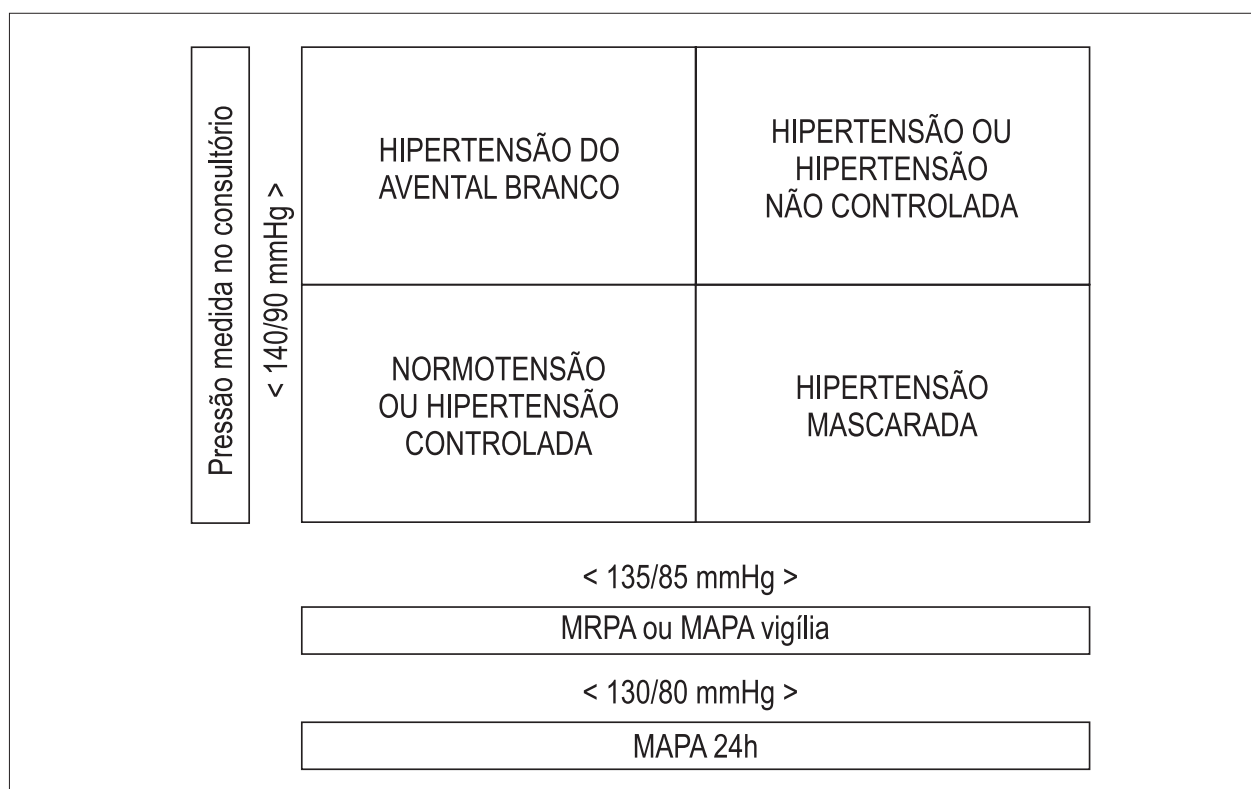 Pressão medida no consultório
< 140/90 mmHg >
HIPERTENSÃO DO
AVENTAL BRANCO
HIPERTENSÃO OU
HIPERTENSÃO
NÃO CONTROLADA
NORMOTENSÃO
OU HIPERTENSÃO
CONTROLADA
HIPERTENSÃO
MASCARADA
< 135/85 mmHg >
MRPA ou MAPA vigília
< 130/80 mmHg >
MAPA 24h